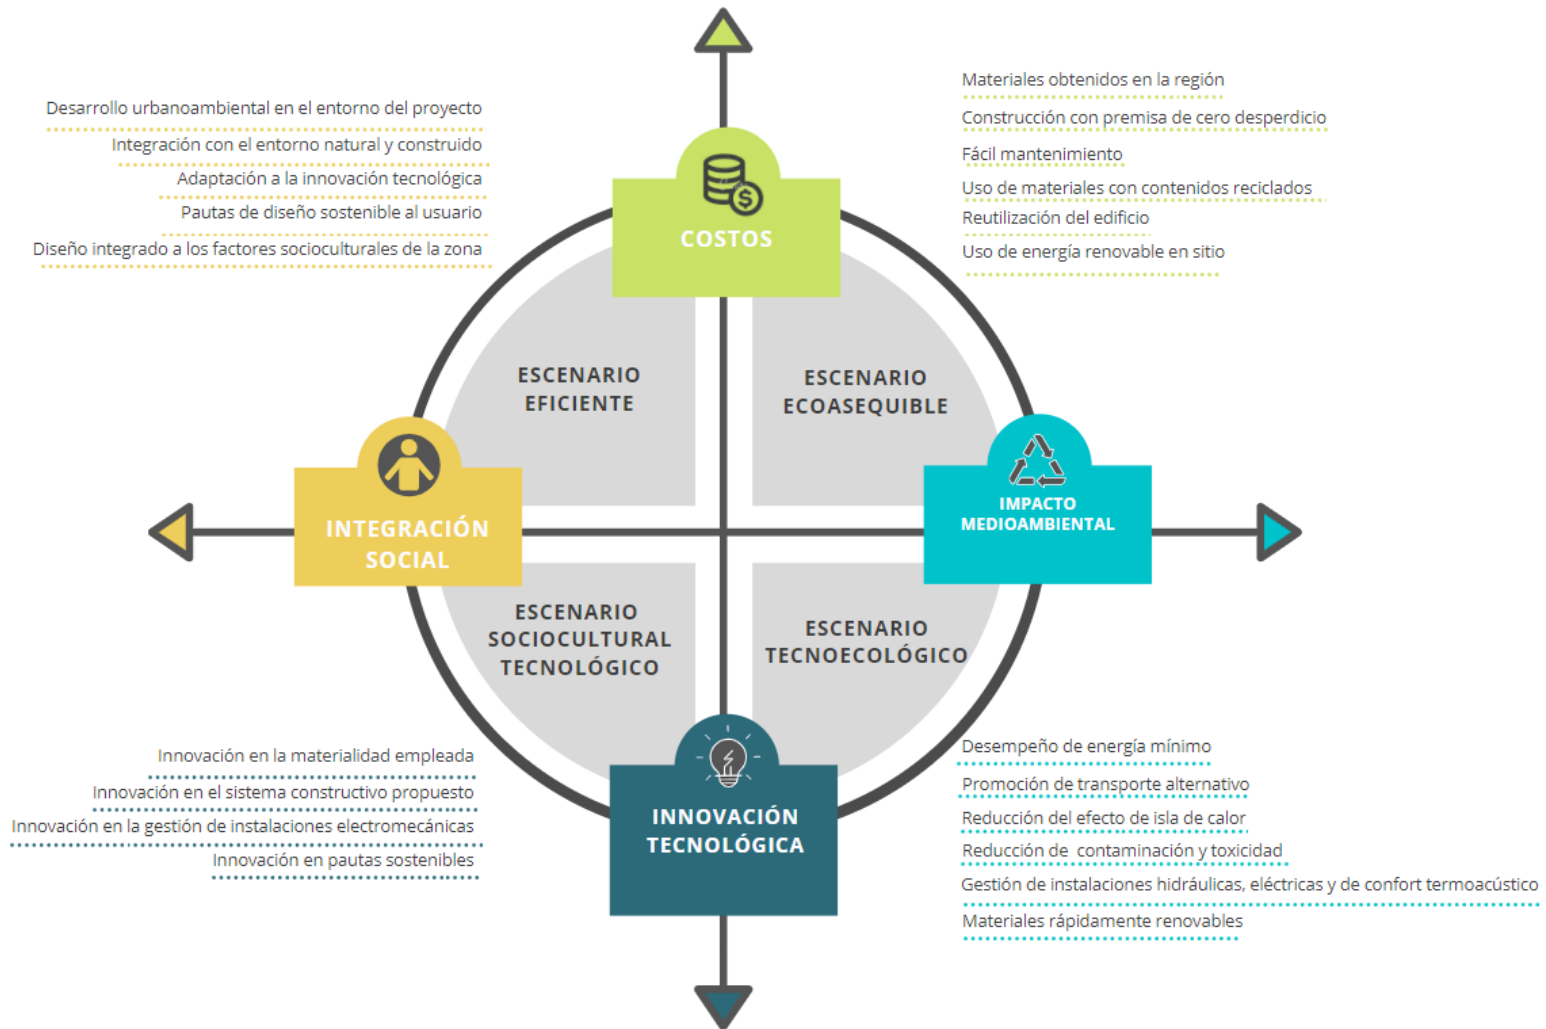 Desarrollo urbanoambiental en el entorno del proyecto
Integración con el entorno natural y construido
Adaptación a la innovación tecnológica
Pautas de diseño sostenible al usuario
Diseño integrado a los factores socioculturales de la zona
Materiales obtenidos en la región
Construcción con premisa de cero desperdicio
Fácil mantenimiento
Uso de materiales con contenidos reciclados
Reutilización del edificio
Uso de energía renovable en sitio
$
COSTOS
ESCENARIO
EFICIENTE
ESCENARIO
ECOASEQUIBLE
INTEGRACIÓN
SOCIAL
IMPACTO
MEDIOAMBIENTAL
ESCENARIO
SOCIOCULTURAL
TECNOLÓGICO
ESCENARIO
TECNOECOLÓGICO
INNOVACIÓN
TECNOLÓGICA
Innovación en la materialidad empleada
Innovación en el sistema constructivo propuesto
Innovación en la gestión de instalaciones electromecánicas
Innovación en pautas sostenibles
Desempeño de energía mínimo
Promoción de transporte alternativo
Reducción del efecto de isla de calor
Reducción de contaminación y toxicidad
Gestión de instalaciones hidráulicas, eléctricas y de confort termoacústico
Materiales rápidamente renovables